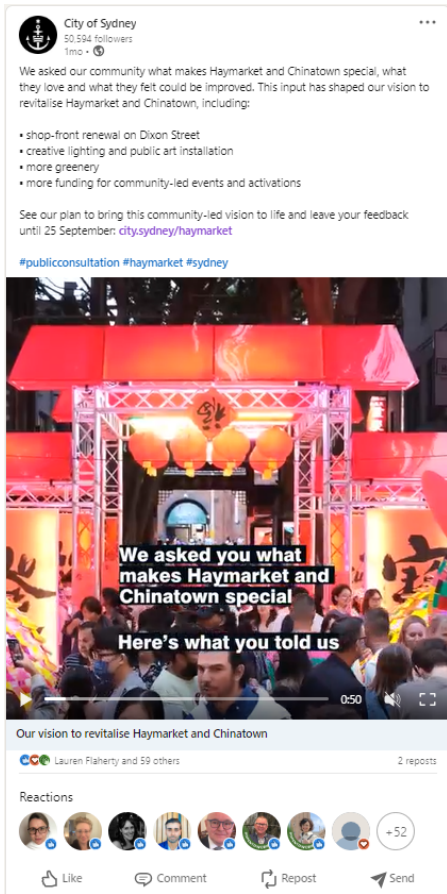 City of Sydney
50,594 followers
1mo •
We asked our community what makes Haymarket and Chinatown special, what
they love and what they felt could be improved. This input has shaped our vision to
revitalise Haymarket and Chinatown, including:
▪ shop-front renewal on Dixon Street
▪ creative lighting and public art installation
▪ more greenery
▪ more funding for community-led events and activations
See our plan to bring this community-led vision to life and leave your feedback
until 25 September: city.sydney/haymarket
#publicconsultation #haymarket #sydney
We asked you what
makes Haymarket and
Chinatown special
Here's what you told us
0:50
Our vision to revitalise Haymarket and Chinatown
Lauren Flaherty and 59 others
2 reposts
Reactions
+52
Like
Comment
Repost
Send